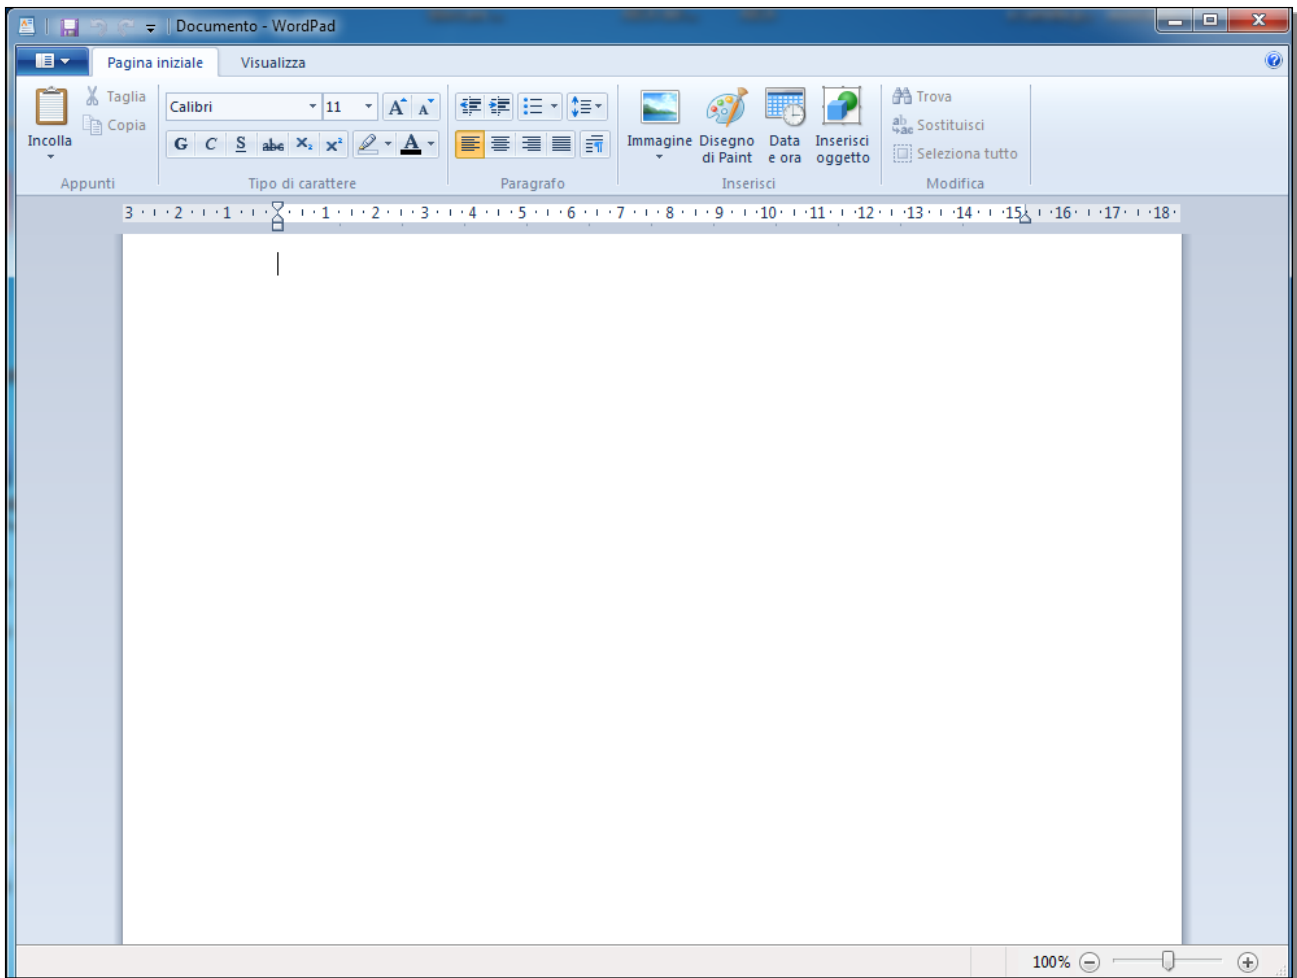 Documento - WordPad
Pagina iniziale Visualizza
Incolla
Taglia
Copia
Appunti
Calibri 11 A A
G C S abc X₂ X² A
Tipo di carattere
Paragrafo
Immagine
Disegno
di Paint
Data
e ora
Inserisci
oggetto
Inserisci
Trova
Sostituisci
Seleziona tutto
Modifica
3 2 1 1 2 3 4 5 6 7 8 9 10 11 12 13 14 15 16 17 18
100%